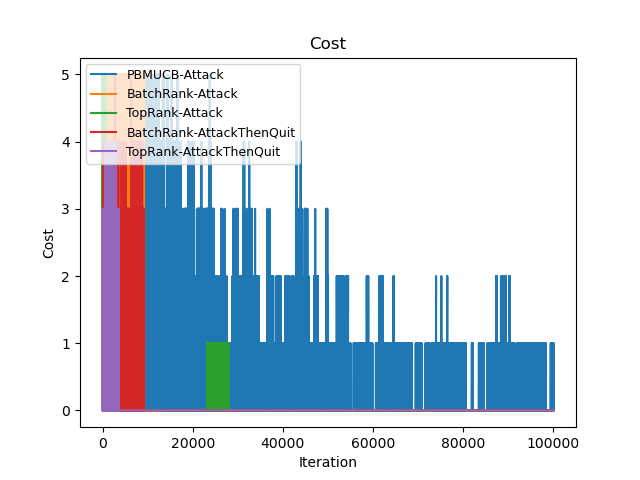 Cost
PBMUCB-Attack
BatchRank-Attack
TopRank-Attack
BatchRank-AttackThenQuit
TopRank-AttackThenQuit
5
4
3
2
1
0
Cost
0 20000 40000 60000 80000 100000
Iteration